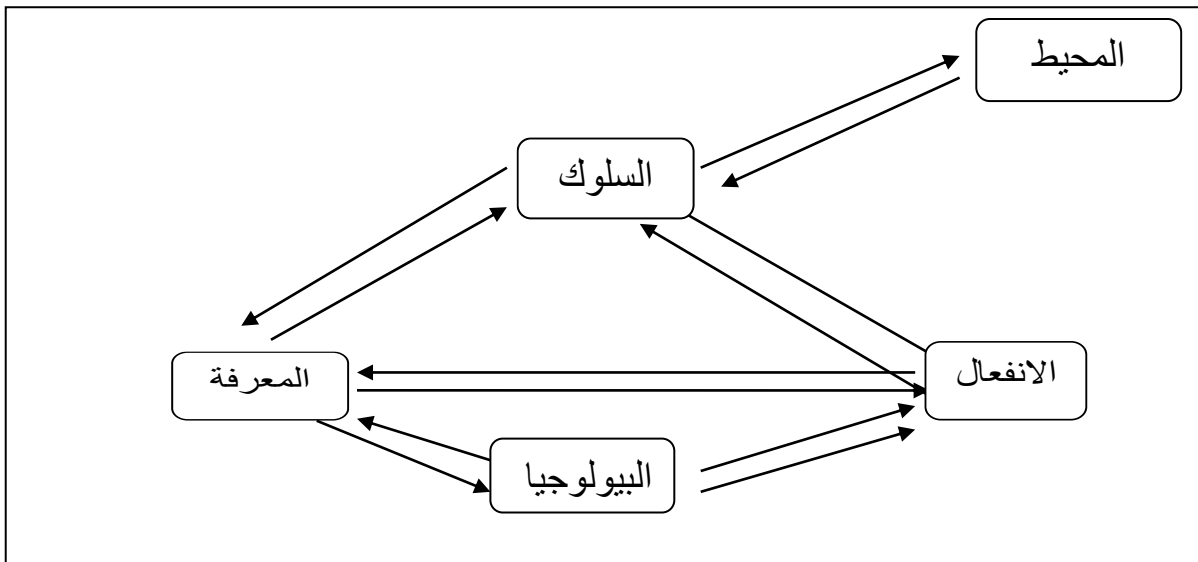 المحيط
السلوك
الانفعال
المعرفة
البيولوجيا